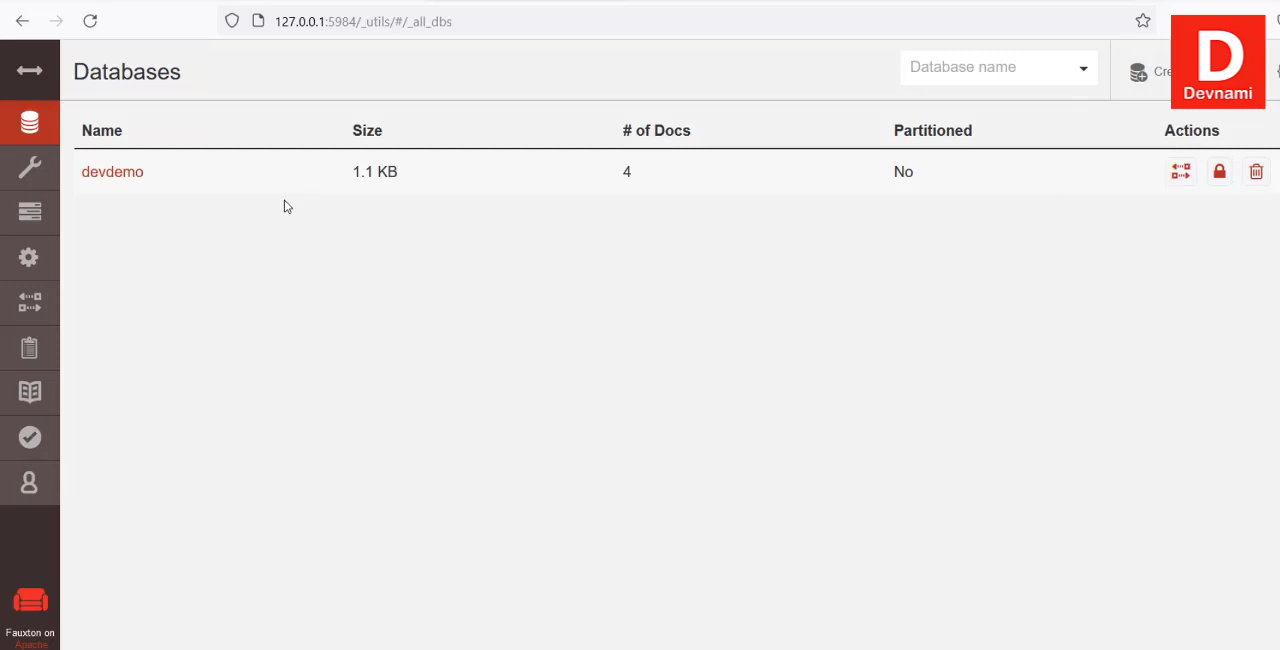 127.0.0.1:5984/_utils/#/_all_dbs
Databases
Database name
Cre
D
Devnami
Name Size # of Docs Partitioned Actions
devdemo 1.1 KB 4 No
Fauxton on
Apache